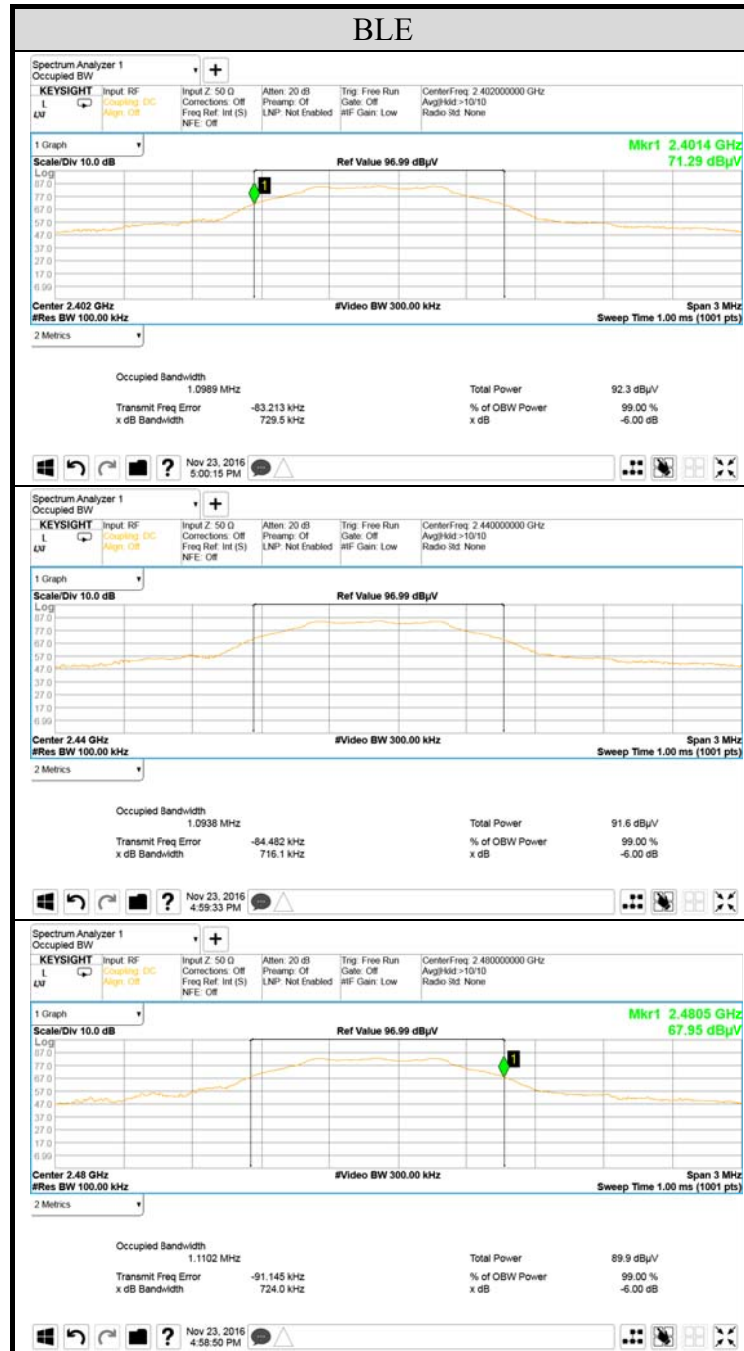 BLE
Spectrum Analyzer 1
Occupied BW
+
KEYSIGHT Input: RF Input Z: 50 Ω Atten: 20 dB Trig: Free Run CenterFreq: 2.402000000 GHz
L Coupling: DC Corrections: Off Preamp: Of Gate: Off Avg|Hold:>10/10
LXI Align: Off Freq Ref: Int (S) LNP: Not Enabled #IF Gain: Low Radio Std: None
NFE: Off
1 Graph
Mkr1 2.4014 GHz
Scale/Div 10.0 dB Ref Value 96.99 dBµV 71.29 dBµV
Log
1
87.0
77.0
67.0
57.0
47.0
37.0
27.0
17.0
6.99
Center 2.402 GHz #Video BW 300.00 kHz Span 3 MHz
#Res BW 100.00 kHz Sweep Time 1.00 ms (1001 pts)
2 Metrics
Occupied Bandwidth
1.0989 MHz Total Power 92.3 dBµV
Transmit Freq Error -83.213 kHz % of OBW Power 99.00 %
x dB Bandwidth 729.5 kHz x dB -6.00 dB
? Nov 23, 2016
5:00:15 PM
Spectrum Analyzer 1
Occupied BW
+
KEYSIGHT Input: RF Input Z: 50 Ω Atten: 20 dB Trig: Free Run CenterFreq: 2.440000000 GHz
L Coupling: DC Corrections: Off Preamp: Of Gate: Off Avg|Hold:>10/10
LXI Align: Off Freq Ref: Int (S) LNP: Not Enabled #IF Gain: Low Radio Std: None
NFE: Off
1 Graph
Scale/Div 10.0 dB Ref Value 96.99 dBµV
Log
87.0
77.0
67.0
57.0
47.0
37.0
27.0
17.0
6.99
Center 2.44 GHz #Video BW 300.00 kHz Span 3 MHz
#Res BW 100.00 kHz Sweep Time 1.00 ms (1001 pts)
2 Metrics
Occupied Bandwidth
1.0938 MHz Total Power 91.6 dBµV
Transmit Freq Error -84.482 kHz % of OBW Power 99.00 %
x dB Bandwidth 716.1 kHz x dB -6.00 dB
? Nov 23, 2016
4:59:33 PM
Spectrum Analyzer 1
Occupied BW
+
KEYSIGHT Input: RF Input Z: 50 Ω Atten: 20 dB Trig: Free Run CenterFreq: 2.480000000 GHz
L Coupling: DC Corrections: Off Preamp: Of Gate: Off Avg|Hold:>10/10
LXI Align: Off Freq Ref: Int (S) LNP: Not Enabled #IF Gain: Low Radio Std: None
NFE: Off
1 Graph
Mkr1 2.4805 GHz
Scale/Div 10.0 dB Ref Value 96.99 dBµV 67.95 dBµV
Log
1
87.0
77.0
67.0
57.0
47.0
37.0
27.0
17.0
6.99
Center 2.48 GHz #Video BW 300.00 kHz Span 3 MHz
#Res BW 100.00 kHz Sweep Time 1.00 ms (1001 pts)
2 Metrics
Occupied Bandwidth
1.1102 MHz Total Power 89.9 dBµV
Transmit Freq Error -91.145 kHz % of OBW Power 99.00 %
x dB Bandwidth 724.0 kHz x dB -6.00 dB
? Nov 23, 2016
4:58:50 PM